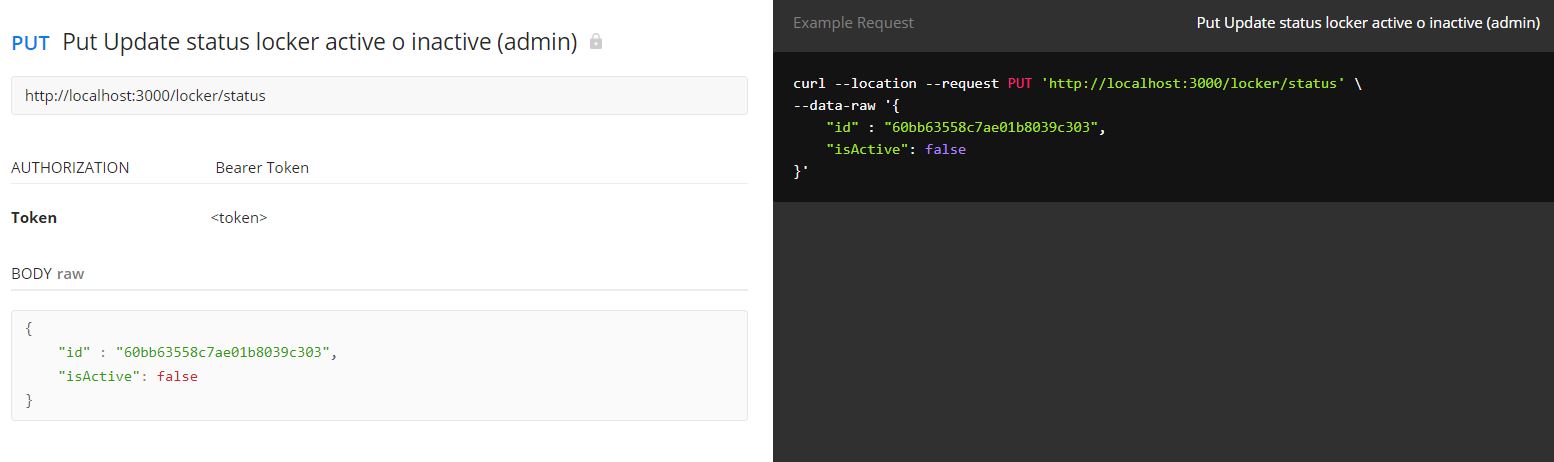 PUT Put Update status locker active o inactive (admin)
http://localhost:3000/locker/status
AUTHORIZATION Bearer Token
Token <token>
BODY raw
{
    "id" : "60bb63558c7ae01b8039c303",
    "isActive": false
}
Example Request Put Update status locker active o inactive (admin)
curl --location --request PUT 'http://localhost:3000/locker/status' \
--data-raw '{
    "id" : "60bb63558c7ae01b8039c303",
    "isActive": false
}'